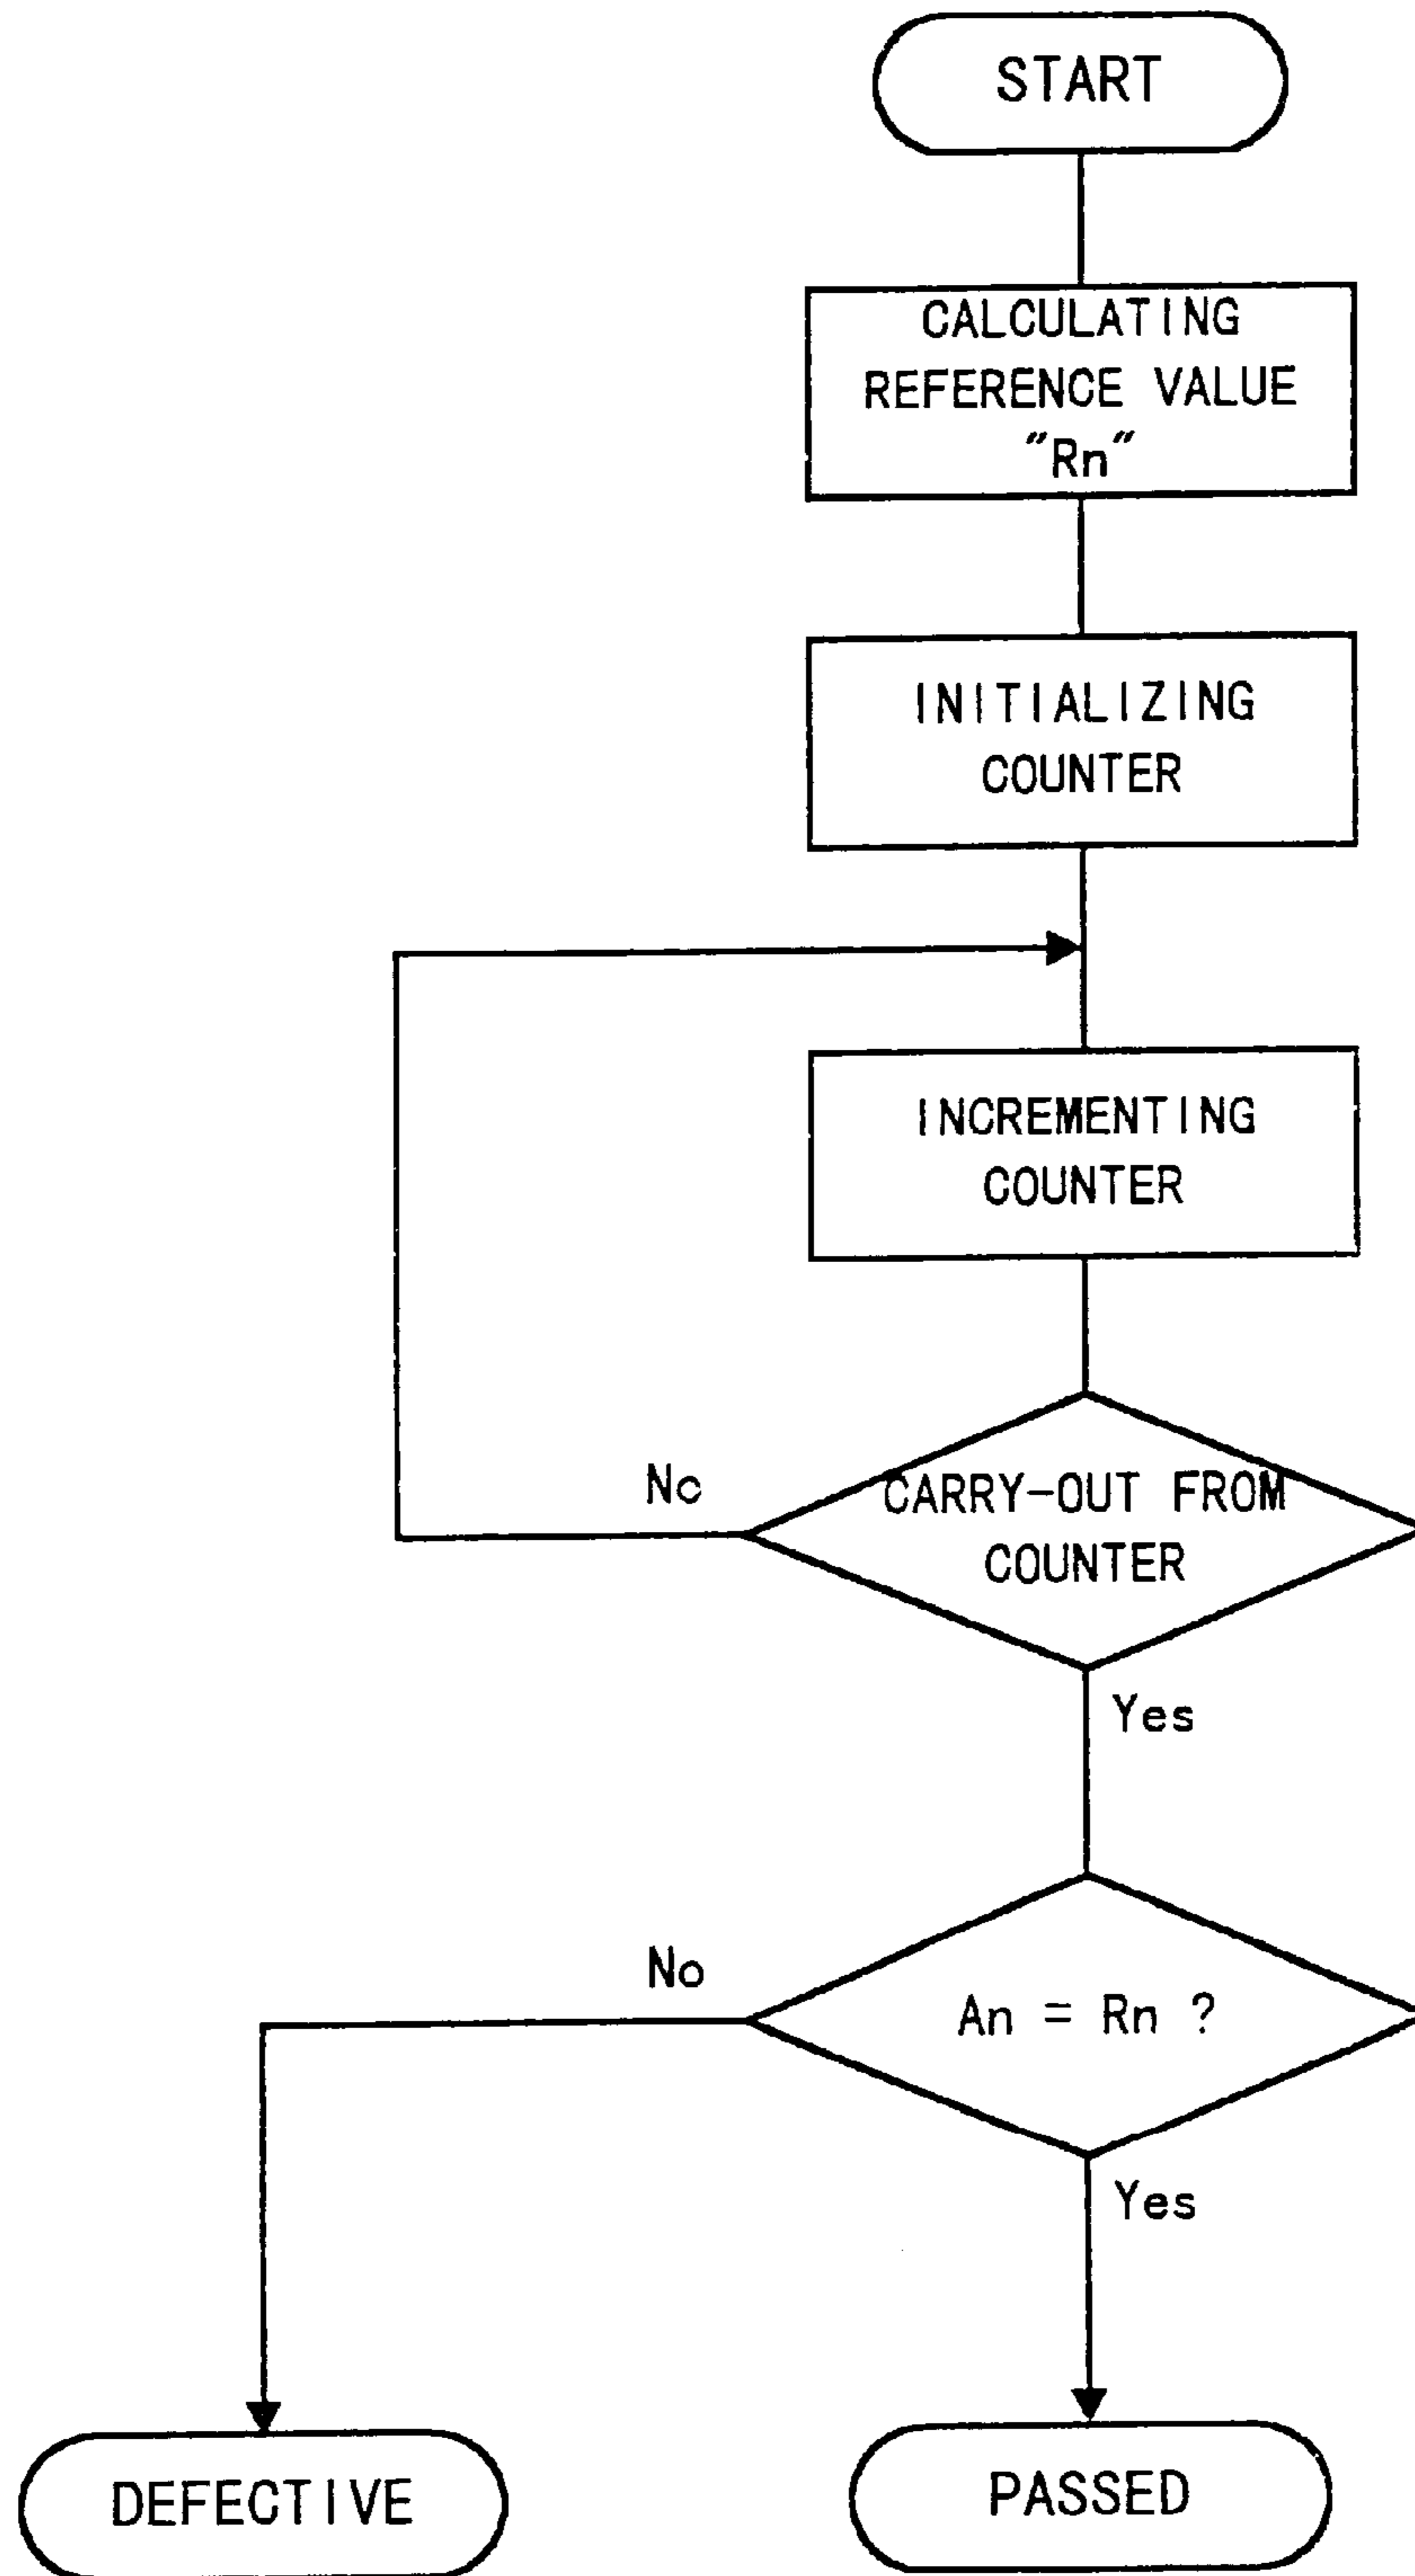 START
CALCULATING
REFERENCE VALUE
"Rn"
INITIALIZING
COUNTER
INCREMENTING
COUNTER
No
CARRY-OUT FROM
COUNTER
Yes
No
An = Rn ?
Yes
DEFECTIVE
PASSED